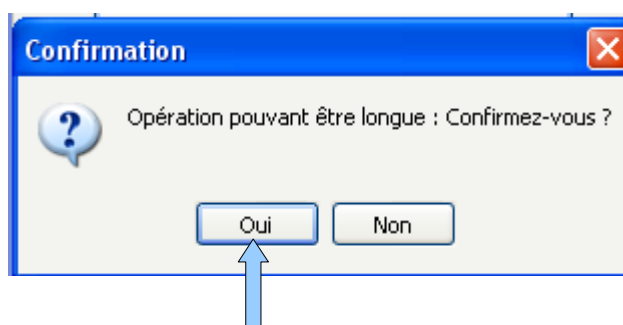 Confirmation
Opération pouvant être longue : Confirmez-vous ?
Oui
Non